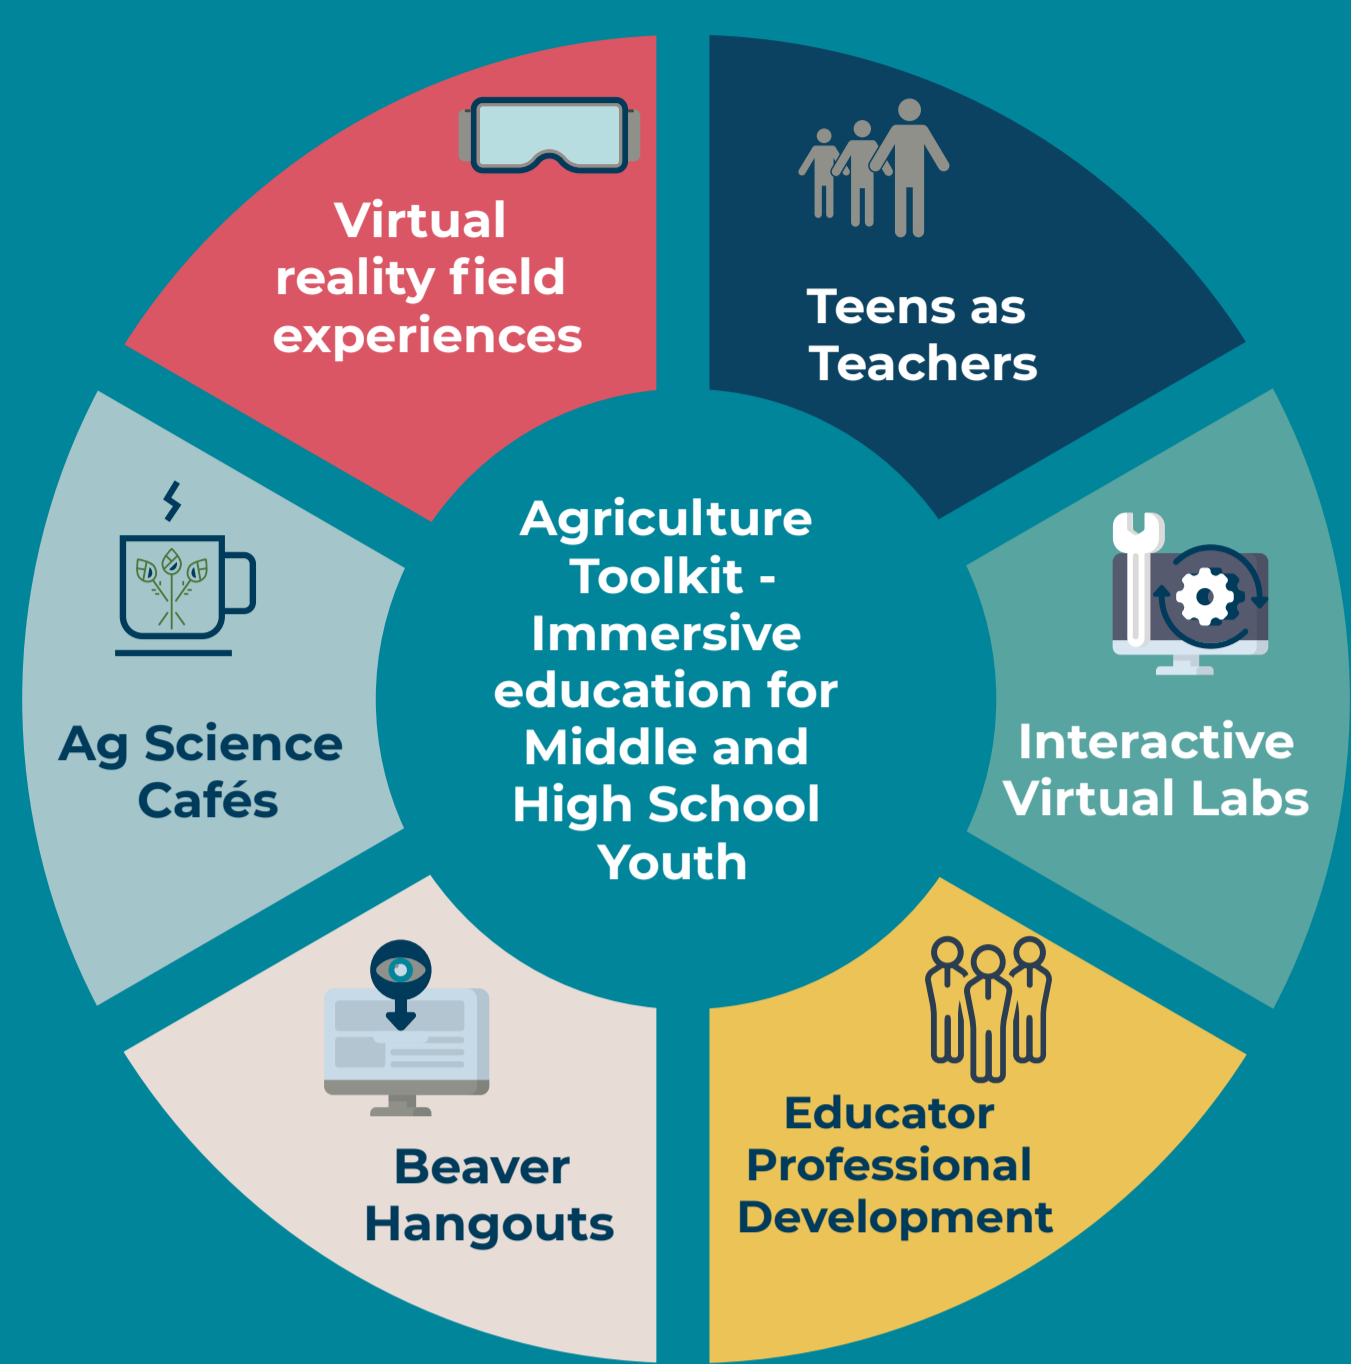 Virtual
reality field
experiences
Teens as
Teachers
Agriculture
Toolkit -
Immersive
education for
Middle and
High School
Youth
Ag Science
Cafés
Interactive
Virtual Labs
Beaver
Hangouts
Educator
Professional
Development